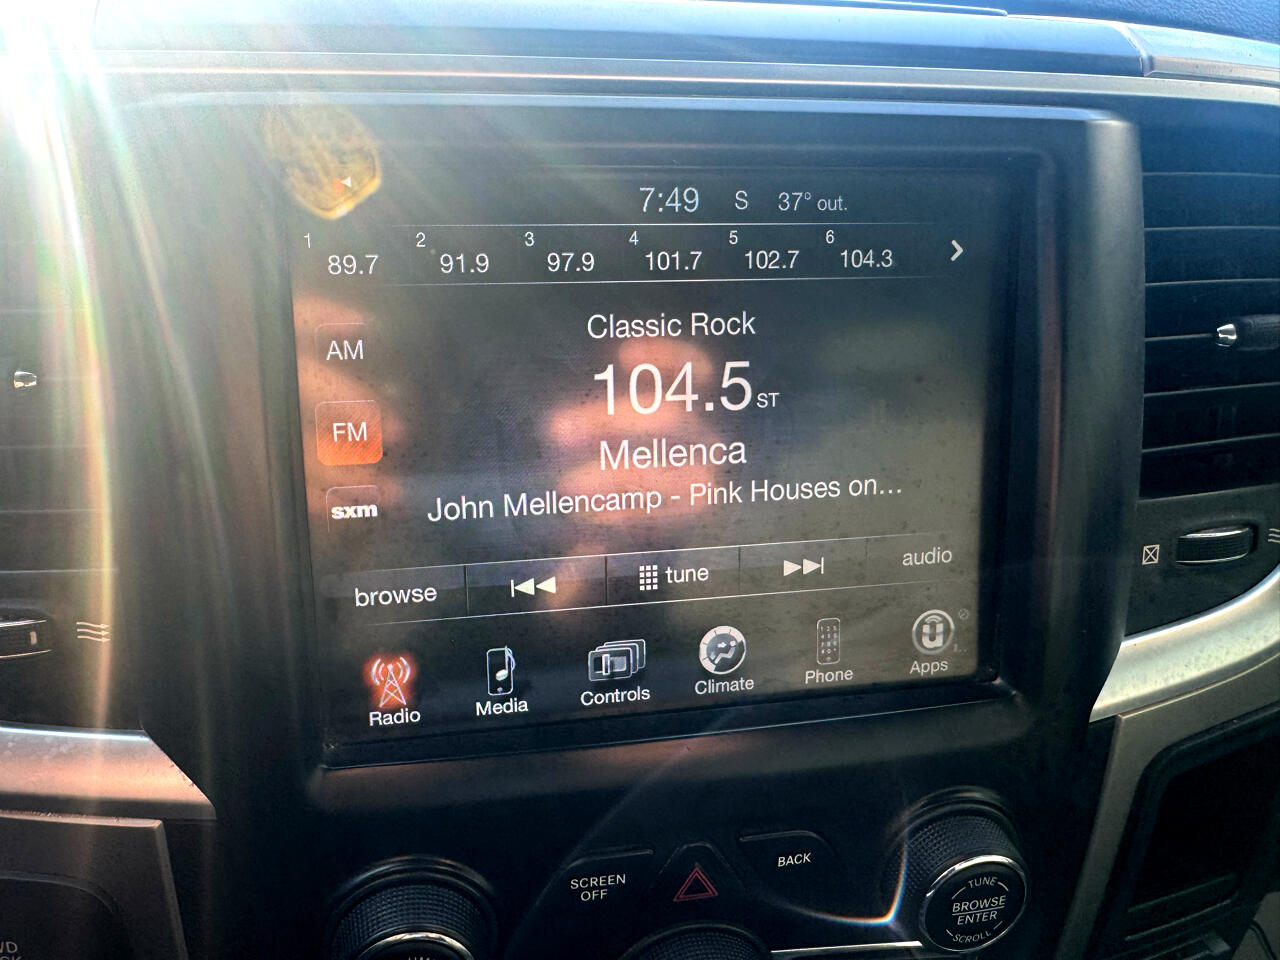 7:49 S 37° out.
1 2 3 4 5 6
89.7 91.9 97.9 101.7 102.7 104.3
Classic Rock
AM
104.5 ST
FM
Mellenca
John Mellencamp - Pink Houses on...
sxm
browse tune audio
Radio Media Controls Climate Phone Apps
SCREEN
OFF
BACK
TUNE
BROWSE
ENTER
SCROLL